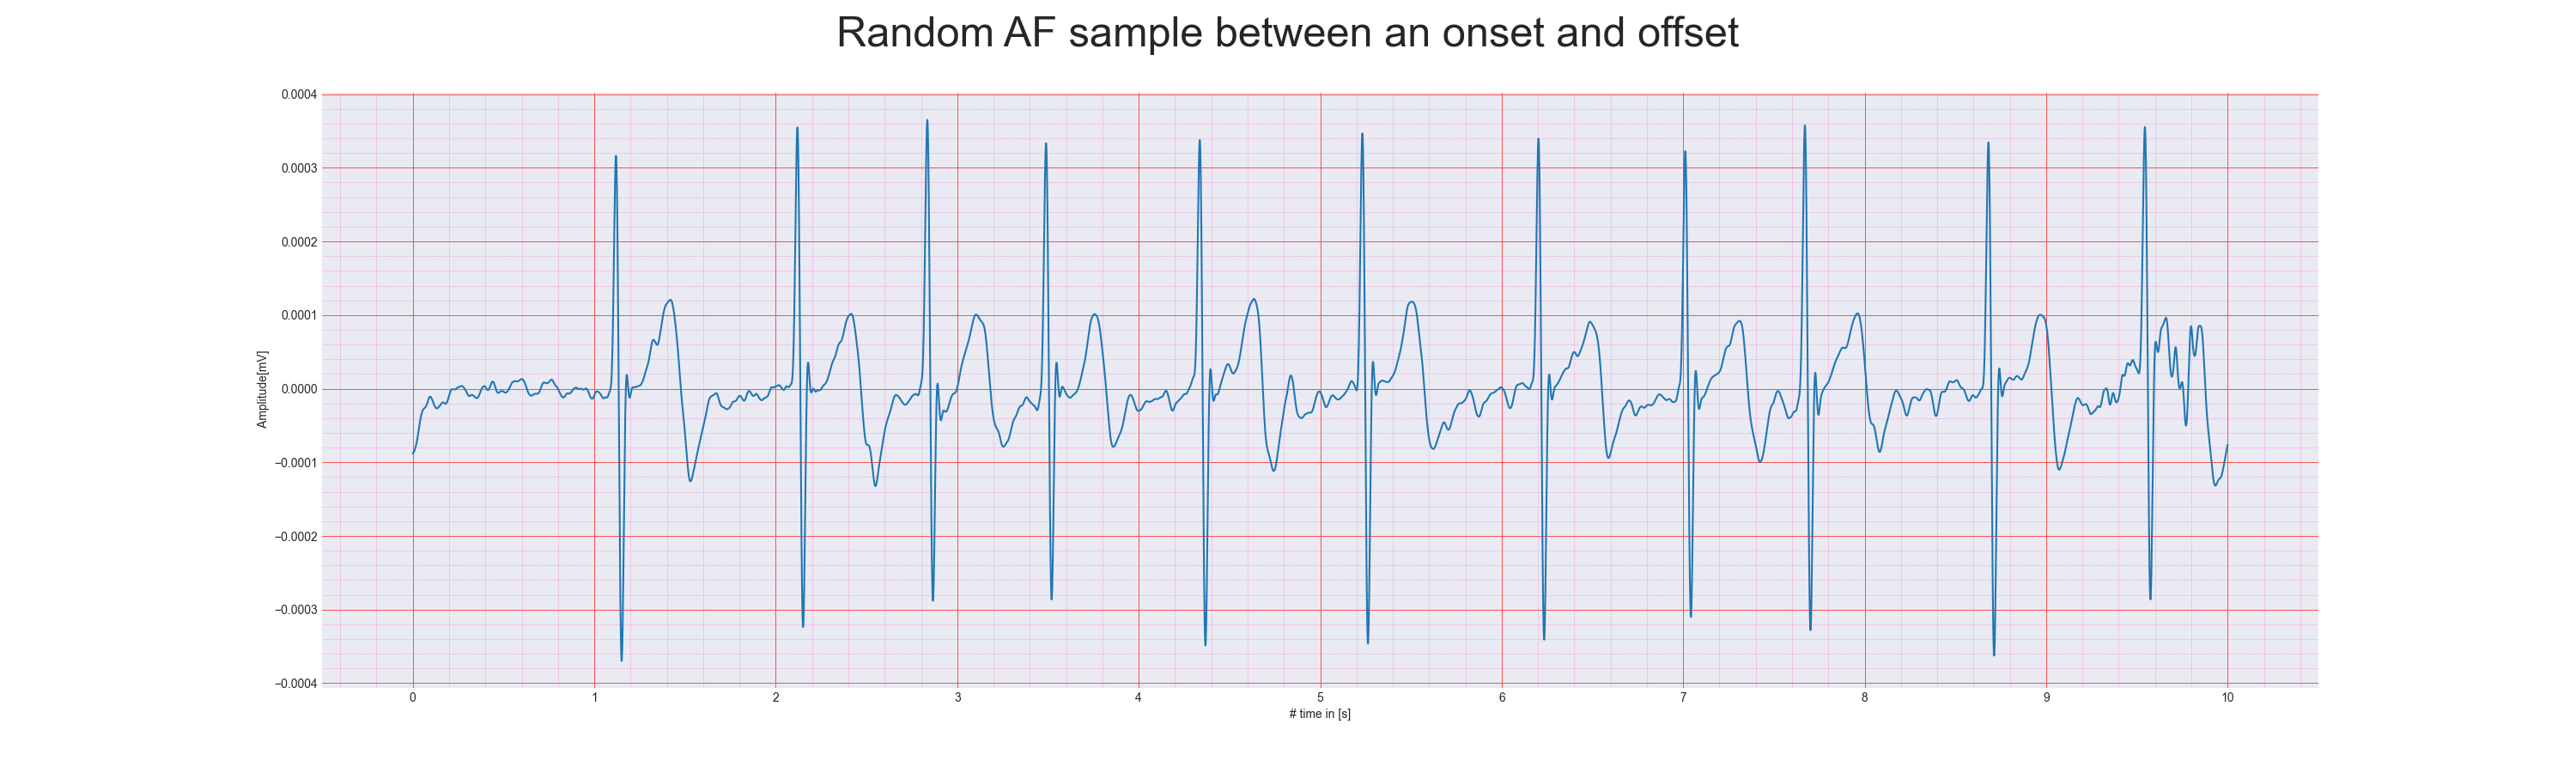 Random AF sample between an onset and offset
0.0004
0.0003
0.0002
0.0001
0.0000
−0.0001
−0.0002
−0.0003
−0.0004
Amplitude[mV]
0 1 2 3 4 5 6 7 8 9 10
# time in [s]